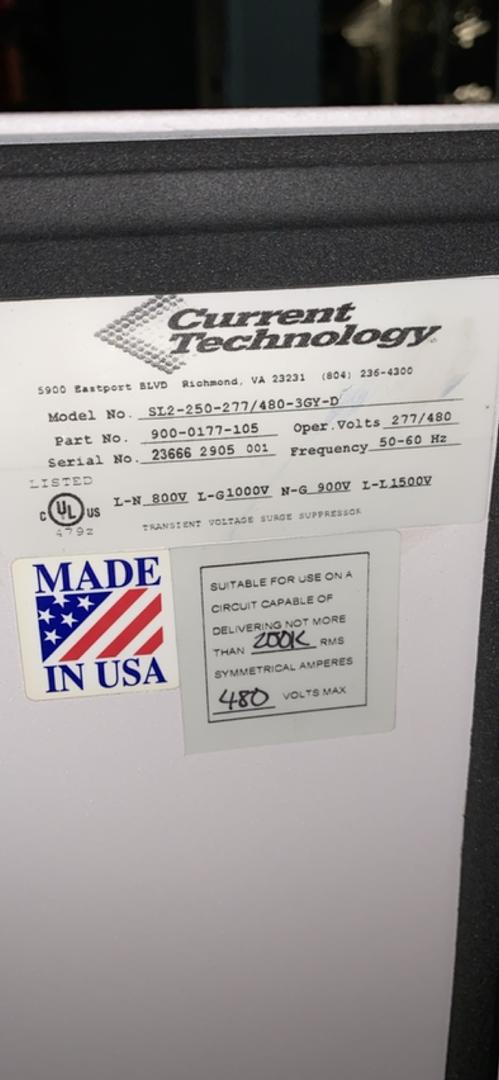 Current
Technology
5900 Eastport BLVD Richmond, VA 23231 (804) 236-4300
Model No. SL2-250-277/480-3GY-D
Part No. 900-0177-105 Oper.Volts 277/480
Serial No. 23666 2905 001 Frequency 50-60 Hz
LISTED
C UL US
479Z
L-N 800V L-G 1000V N-G 900V L-L 1500V
TRANSIENT VOLTAGE SURGE SUPPRESSOR
MADE
IN USA
SUITABLE FOR USE ON A
CIRCUIT CAPABLE OF
DELIVERING NOT MORE
THAN 200K RMS
SYMMETRICAL AMPERES
480 VOLTS MAX